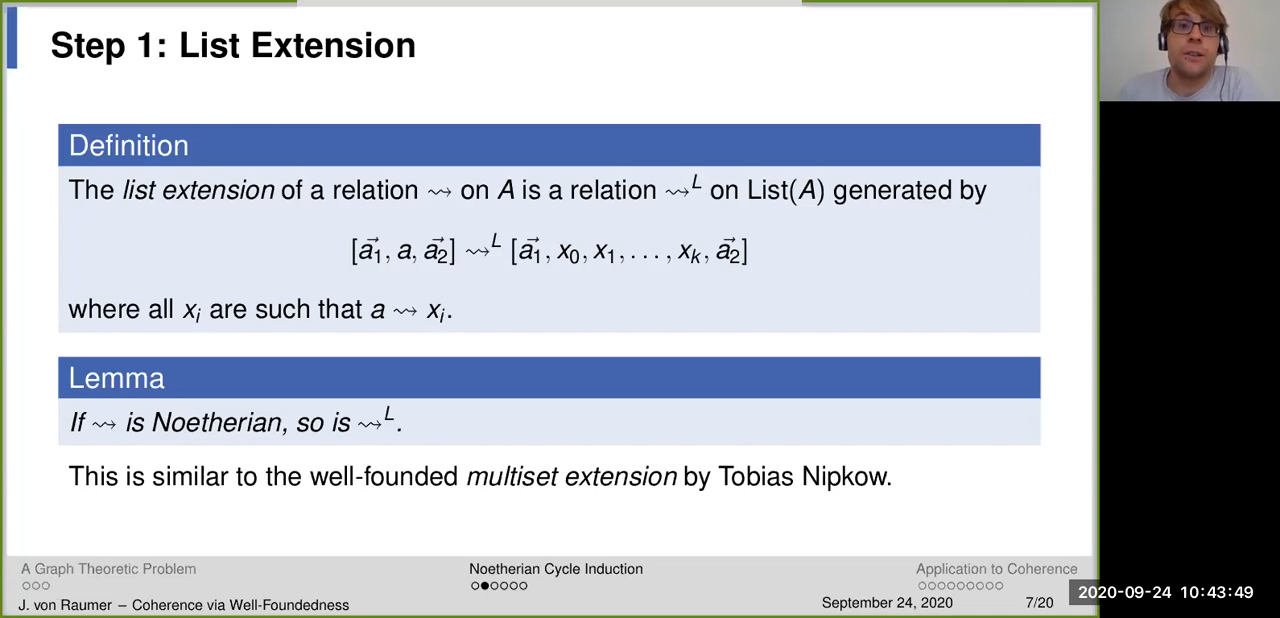 Step 1: List Extension
Definition
The list extension of a relation ⇝ on A is a relation ⇝ᴸ on List(A) generated by
[a⃗₁, a, a⃗₂] ⇝ᴸ [a⃗₁, x₀, x₁, . . . , xₖ, a⃗₂]
where all xᵢ are such that a ⇝ xᵢ.
Lemma
If ⇝ is Noetherian, so is ⇝ᴸ.
This is similar to the well-founded multiset extension by Tobias Nipkow.
A Graph Theoretic Problem
Noetherian Cycle Induction
Application to Coherence
J. von Raumer – Coherence via Well-Foundedness
September 24, 2020
7/20
2020-09-24 10:43:49